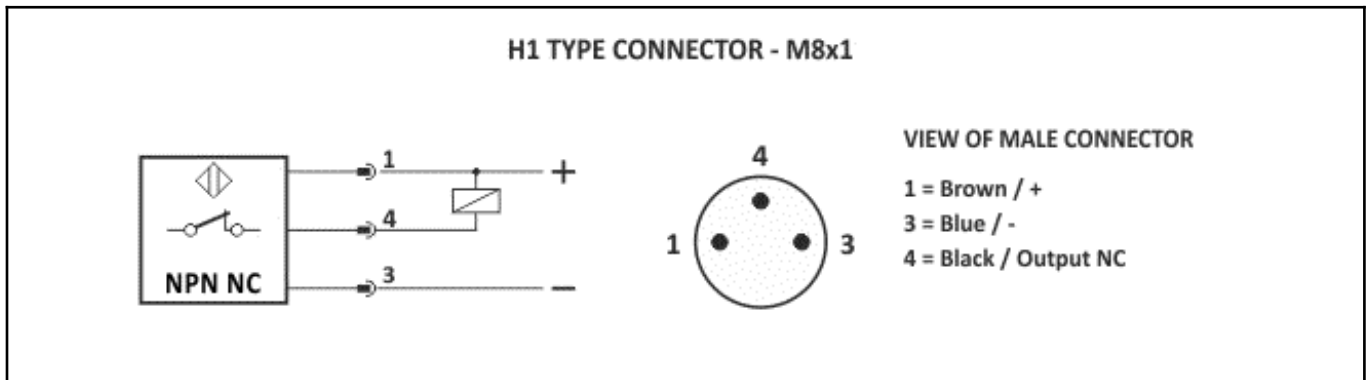 H1 TYPE CONNECTOR - M8x1
1
+
4
3
−
NPN NC
4
1
3
VIEW OF MALE CONNECTOR
1 = Brown / +
3 = Blue / -
4 = Black / Output NC